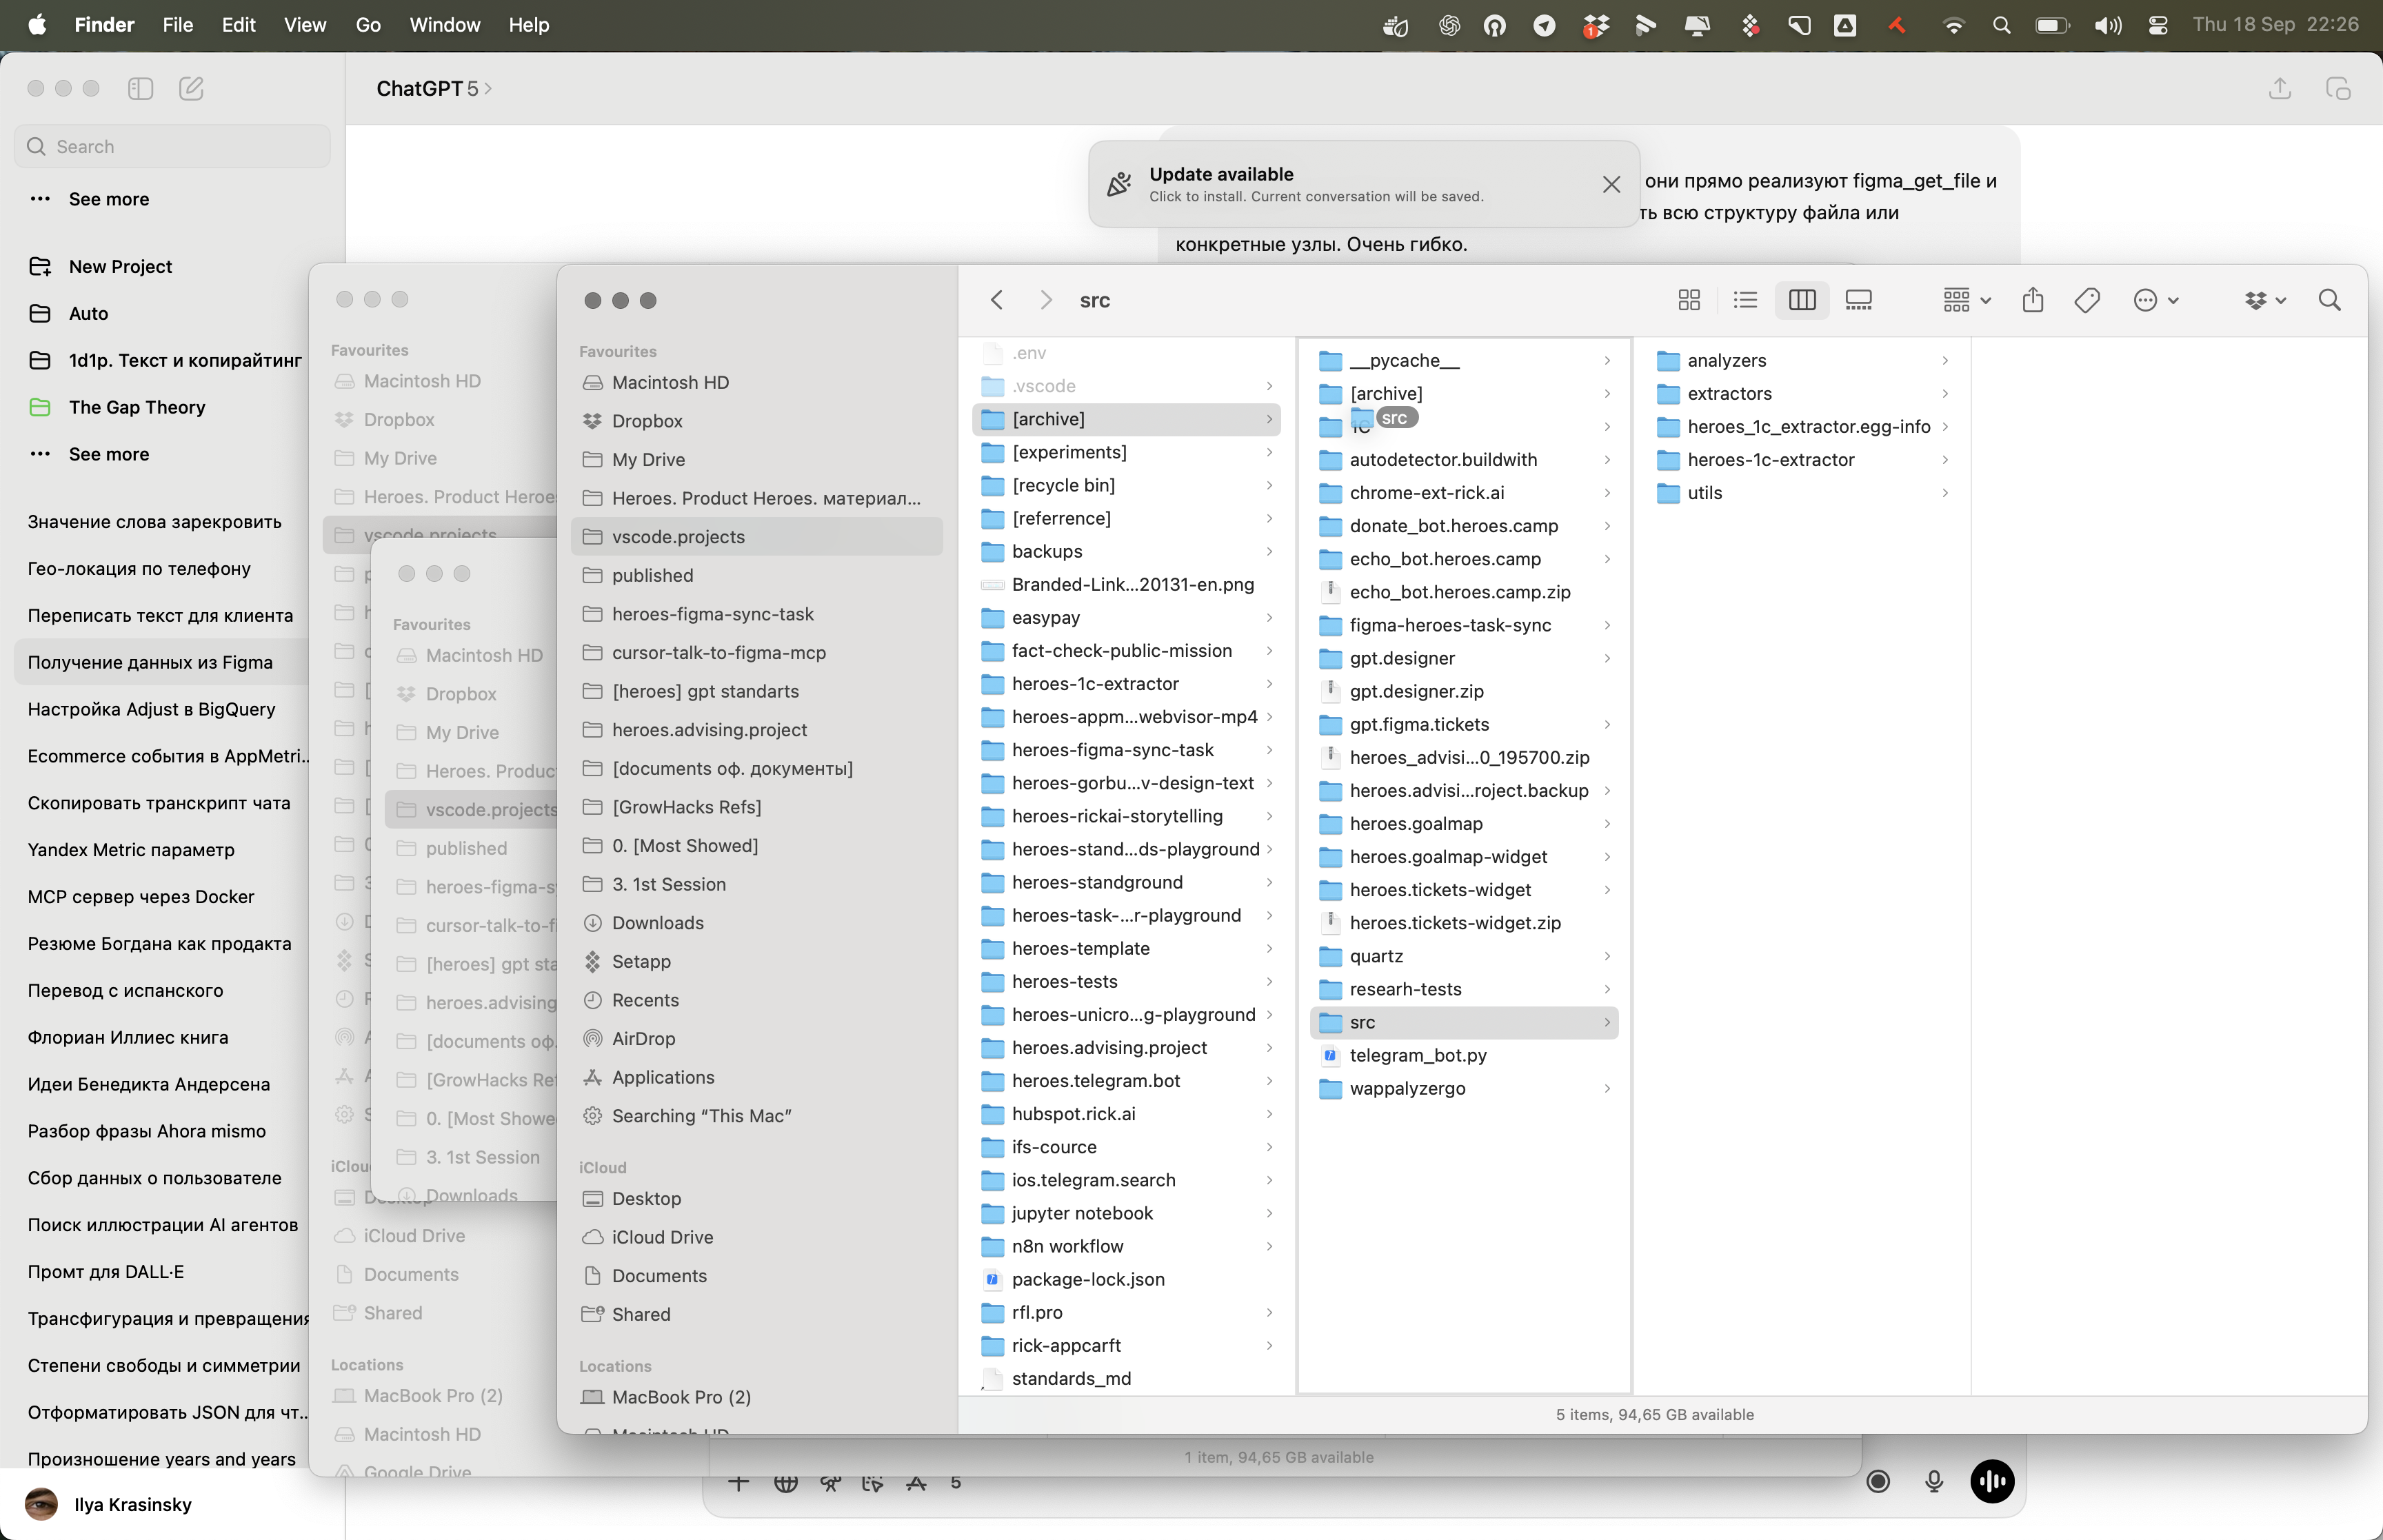 Finder File Edit View Go Window Help
1
Thu 18 Sep 22:26
ChatGPT 5
Search
See more
New Project
Auto
1d1p. Текст и копирайтинг
The Gap Theory
See more
Значение слова зарекровить
Гео-локация по телефону
Переписать текст для клиента
Получение данных из Figma
Настройка Adjust в BigQuery
Ecommerce события в AppMetri...
Скопировать транскрипт чата
Yandex Metric параметр
MCP сервер через Docker
Резюме Богдана как продакта
Перевод с испанского
Флориан Иллиес книга
Идеи Бенедикта Андерсена
Разбор фразы Ahora mismo
Сбор данных о пользователе
Поиск иллюстрации AI агентов
Промт для DALL·E
Трансфигурация и превращения
Степени свободы и симметрии
Отформатировать JSON для чт...
Произношение years and years
Ilya Krasinsky
Update available
Click to install. Current conversation will be saved.
они прямо реализуют figma_get_file и
ть всю структуру файла или
конкретные узлы. Очень гибко.
Favourites
Macintosh HD
Dropbox
My Drive
Heroes. Product Heroe
vscode.projects
iCloud Drive
Documents
Shared
Locations
MacBook Pro (2)
Macintosh HD
Google Drive
1 item, 94,65 GB available
Favourites
Macintosh HD
Dropbox
My Drive
Heroes. Produc
vscode.projects
published
heroes-figma-s
cursor-talk-to-f
[heroes] gpt sta
heroes.advising
[documents оф.
[GrowHacks Re
0. [Most Showe
3. 1st Session
Downloads
Favourites
Macintosh HD
Dropbox
My Drive
Heroes. Product Heroes. материал...
vscode.projects
published
heroes-figma-sync-task
cursor-talk-to-figma-mcp
[heroes] gpt standarts
heroes.advising.project
[documents оф. документы]
[GrowHacks Refs]
0. [Most Showed]
3. 1st Session
Downloads
Setapp
Recents
AirDrop
Applications
Searching “This Mac”
iCloud
Desktop
iCloud Drive
Documents
Shared
Locations
MacBook Pro (2)
Macintosh HD
src
.env
.vscode
[archive]
[experiments]
[recycle bin]
[referrence]
backups
Branded-Link...20131-en.png
easypay
fact-check-public-mission
heroes-1c-extractor
heroes-appm...webvisor-mp4
heroes-figma-sync-task
heroes-gorbu...v-design-text
heroes-rickai-storytelling
heroes-stand...ds-playground
heroes-standground
heroes-task-...r-playground
heroes-template
heroes-tests
heroes-unicro...g-playground
heroes.advising.project
heroes.telegram.bot
hubspot.rick.ai
ifs-cource
ios.telegram.search
jupyter notebook
n8n workflow
package-lock.json
rfl.pro
rick-appcarft
standards_md
__pycache__
[archive]
src
1C
autodetector.buildwith
chrome-ext-rick.ai
donate_bot.heroes.camp
echo_bot.heroes.camp
echo_bot.heroes.camp.zip
figma-heroes-task-sync
gpt.designer
gpt.designer.zip
gpt.figma.tickets
heroes_advisi...0_195700.zip
heroes.advisi...roject.backup
heroes.goalmap
heroes.goalmap-widget
heroes.tickets-widget
heroes.tickets-widget.zip
quartz
researh-tests
src
telegram_bot.py
wappalyzergo
analyzers
extractors
heroes_1c_extractor.egg-info
heroes-1c-extractor
utils
5 items, 94,65 GB available
5